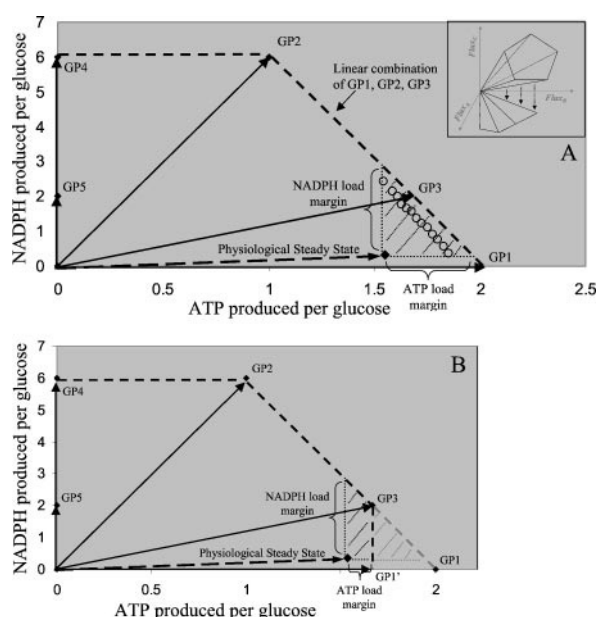 7
6
5
4
3
2
1
0
NADPH produced per glucose
GP4
GP5
GP2
Linear combination
of GP1, GP2, GP3
GP3
NADPH load
margin
Physiological Steady State
GP1
ATP load
margin
0
0.5
1
1.5
2
2.5
ATP produced per glucose
A
Flux_A
Flux_B
7
6
5
4
3
2
1
0
NADPH produced per glucose
B
GP4
GP5
GP2
GP3
NADPH load
margin
Physiological Steady State
GP1
GP1'
ATP load
margin
0
0.5
1
1.5
2
ATP produced per glucose